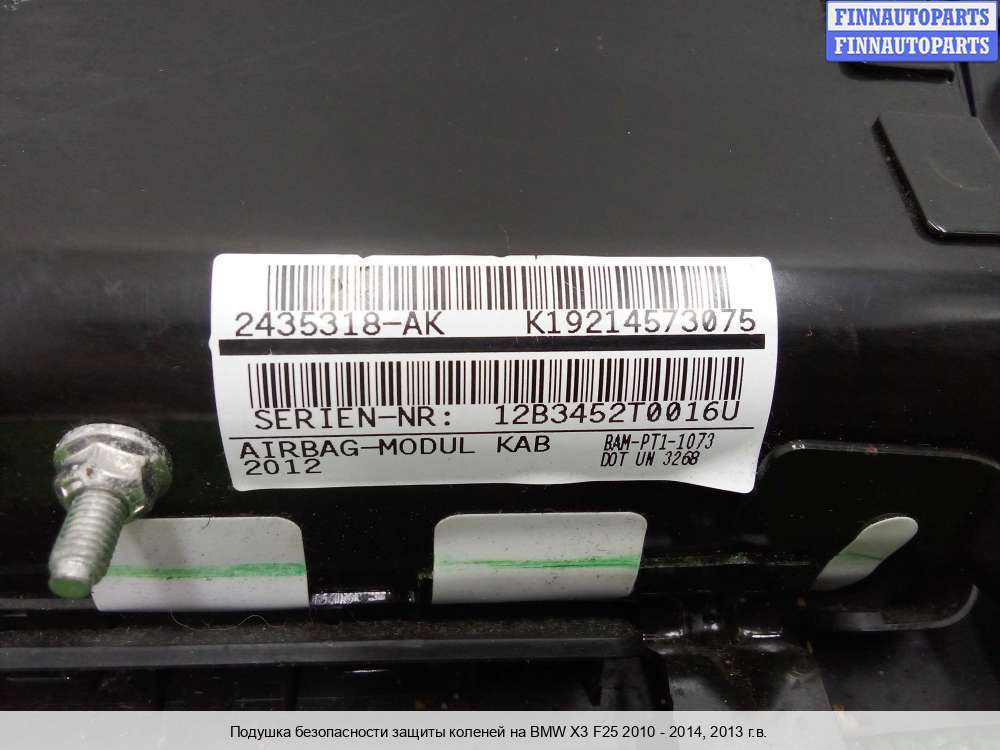 FINNAUTOPARTS
FINNAUTOPARTS
2435318-AK K19214573075
SERIEN-NR: 12B3452T0016U
AIRBAG-MODUL KAB BAM-PT1-1073
2012 DOT UN 3268
Подушка безопасности защиты коленей на BMW X3 F25 2010 - 2014, 2013 г.в.